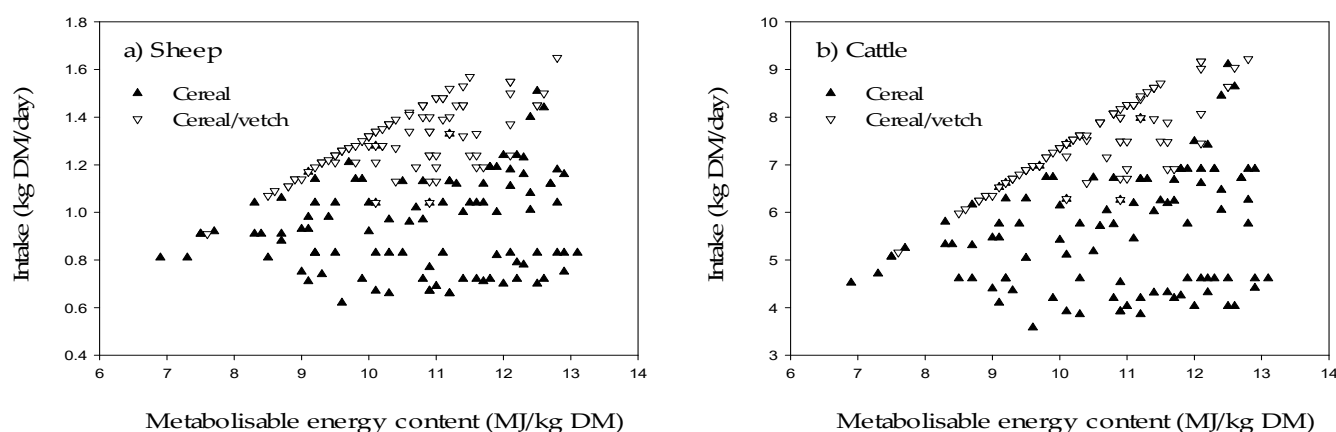 a) Sheep
Cereal
Cereal/vetch
Intake (kg DM/day)
1.8
1.6
1.4
1.2
1.0
0.8
0.6
0.4
6 7 8 9 10 11 12 13 14
Metabolisable energy content (MJ/kg DM)
b) Cattle
Cereal
Cereal/vetch
Intake (kg DM/day)
10
9
8
7
6
5
4
3
6 7 8 9 10 11 12 13 14
Metabolisable energy content (MJ/kg DM)